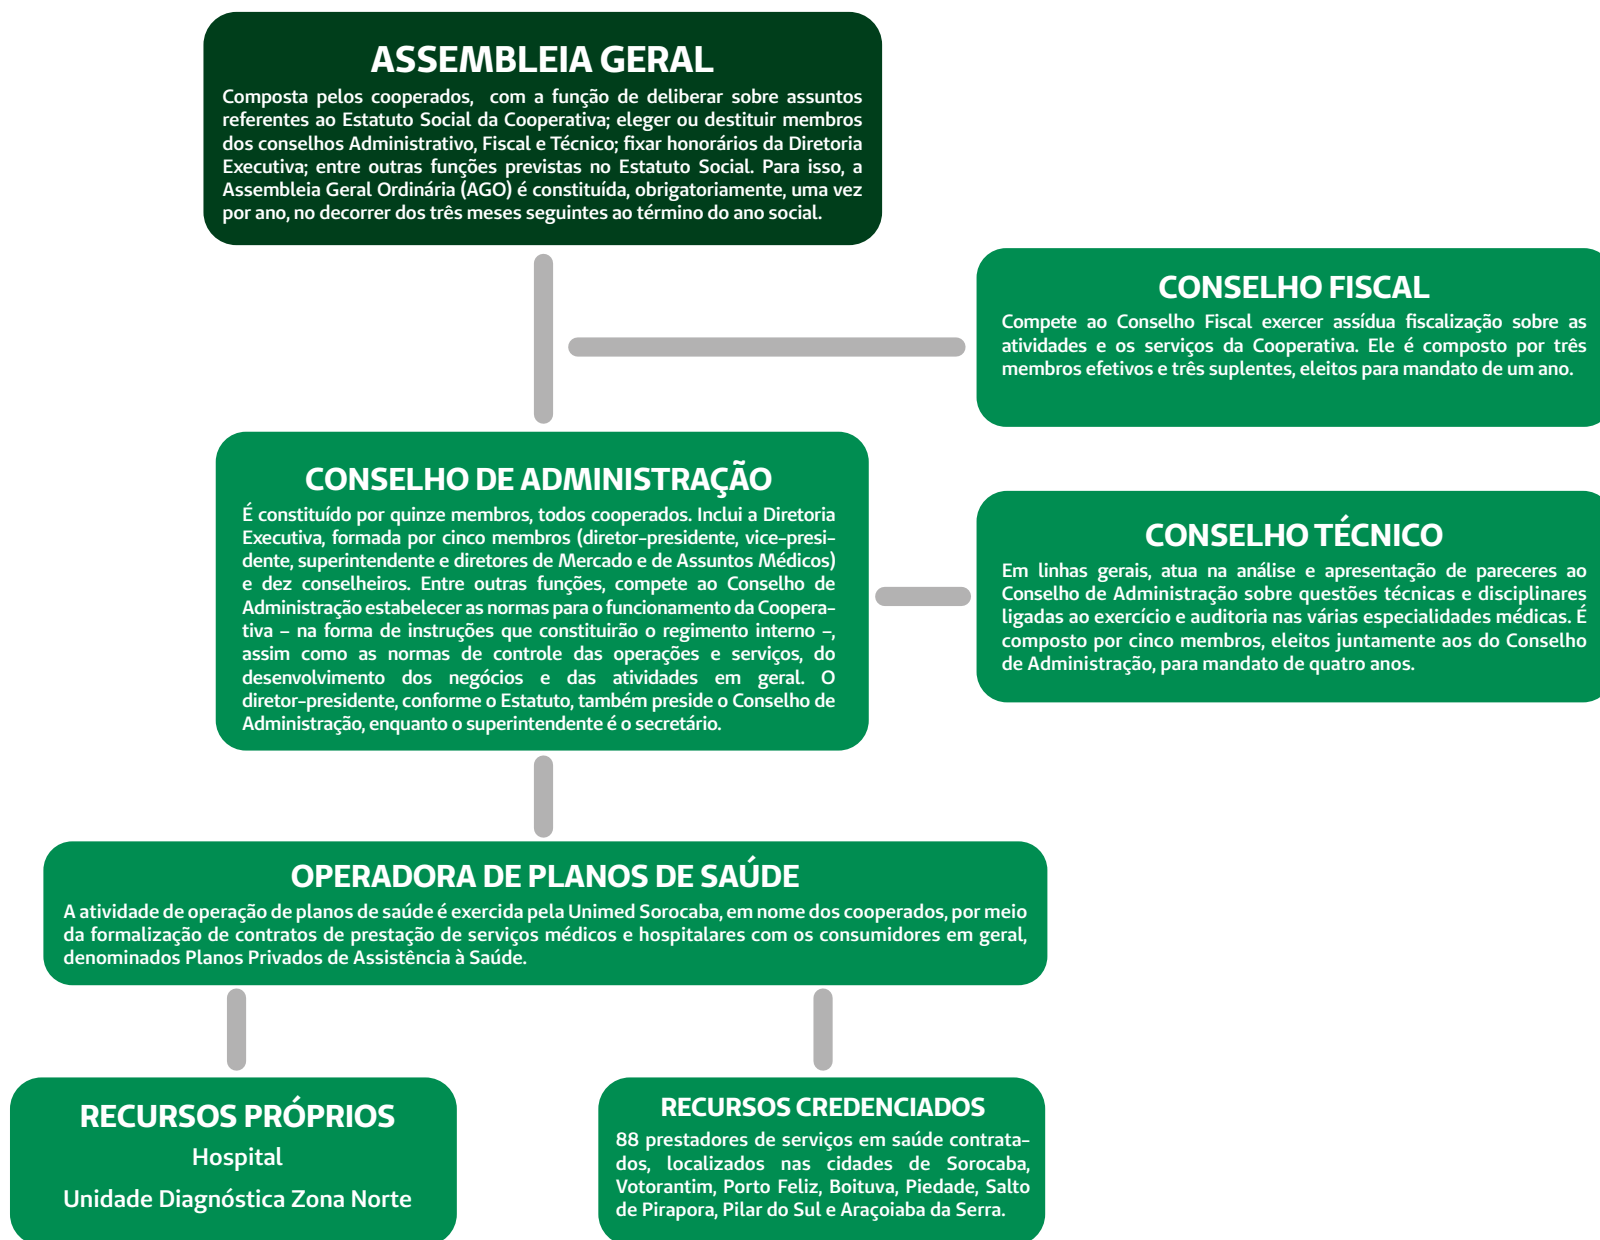 ASSEMBLEIA GERAL
Composta pelos cooperados, com a função de deliberar sobre assuntos
referentes ao Estatuto Social da Cooperativa; eleger ou destituir membros
dos conselhos Administrativo, Fiscal e Técnico; fixar honorários da Diretoria
Executiva; entre outras funções previstas no Estatuto Social. Para isso, a
Assembleia Geral Ordinária (AGO) é constituída, obrigatoriamente, uma vez
por ano, no decorrer dos três meses seguintes ao término do ano social.
CONSELHO FISCAL
Compete ao Conselho Fiscal exercer assídua fiscalização sobre as
atividades e os serviços da Cooperativa. Ele é composto por três
membros efetivos e três suplentes, eleitos para mandato de um ano.
CONSELHO DE ADMINISTRAÇÃO
É constituído por quinze membros, todos cooperados. Inclui a Diretoria
Executiva, formada por cinco membros (diretor-presidente, vice-presi-
dente, superintendente e diretores de Mercado e de Assuntos Médicos)
e dez conselheiros. Entre outras funções, compete ao Conselho de
Administração estabelecer as normas para o funcionamento da Coopera-
tiva – na forma de instruções que constituirão o regimento interno –,
assim como as normas de controle das operações e serviços, do
desenvolvimento dos negócios e das atividades em geral. O
diretor-presidente, conforme o Estatuto, também preside o Conselho de
Administração, enquanto o superintendente é o secretário.
CONSELHO TÉCNICO
Em linhas gerais, atua na análise e apresentação de pareceres ao
Conselho de Administração sobre questões técnicas e disciplinares
ligadas ao exercício e auditoria nas várias especialidades médicas. É
composto por cinco membros, eleitos juntamente aos do Conselho
de Administração, para mandato de quatro anos.
OPERADORA DE PLANOS DE SAÚDE
A atividade de operação de planos de saúde é exercida pela Unimed Sorocaba, em nome dos cooperados, por meio
da formalização de contratos de prestação de serviços médicos e hospitalares com os consumidores em geral,
denominados Planos Privados de Assistência à Saúde.
RECURSOS PRÓPRIOS
Hospital
Unidade Diagnóstica Zona Norte
RECURSOS CREDENCIADOS
88 prestadores de serviços em saúde contrata-
dos, localizados nas cidades de Sorocaba,
Votorantim, Porto Feliz, Boituva, Piedade, Salto
de Pirapora, Pilar do Sul e Araçoiaba da Serra.